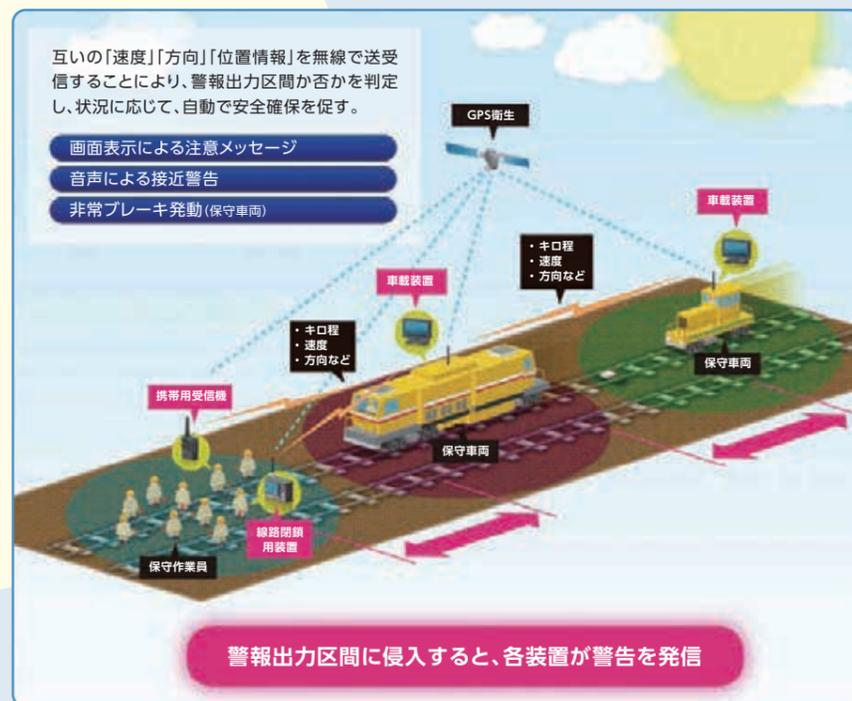 互いの「速度」「方向」「位置情報」を無線で送受
信することにより、警報出力区間か否かを判定
し、状況に応じて、自動で安全確保を促す。
画面表示による注意メッセージ
音声による接近警告
非常ブレーキ発動(保守車両)
GPS衛生
車載装置
・キロ程
・速度
・方向など
車載装置
・キロ程
・速度
・方向など
保守車両
携帯用受信機
保守車両
線路閉鎖
用装置
保守作業員
警報出力区間に侵入すると、各装置が警告を発信